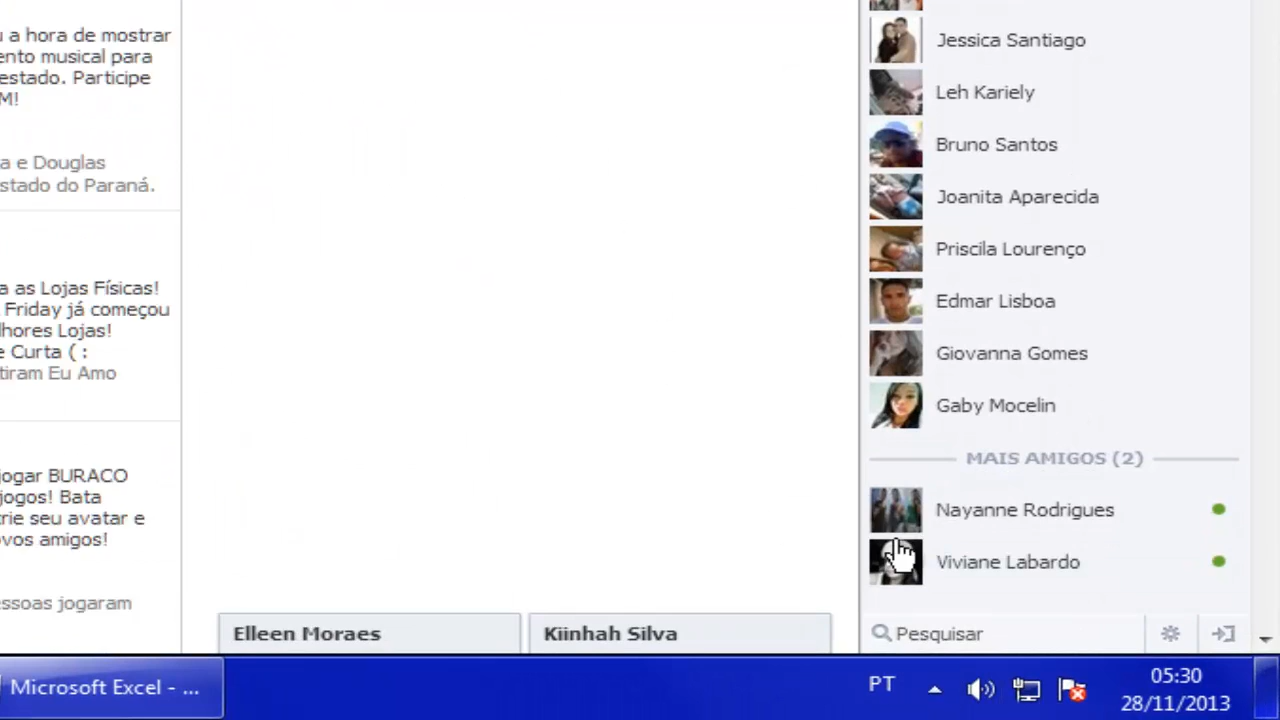 u a hora de mostrar
ento musical para
estado. Participe
M!
a e Douglas
stado do Paraná.
a as Lojas Físicas!
Friday já começou
lhores Lojas!
e Curta ( :
tiram Eu Amo
jogar BURACO
jogos! Bata
rie seu avatar e
ovos amigos!
essoas jogaram
Jessica Santiago
Leh Kariely
Bruno Santos
Joanita Aparecida
Priscila Lourenço
Edmar Lisboa
Giovanna Gomes
Gaby Mocelin
MAIS AMIGOS (2)
Nayanne Rodrigues
Viviane Labardo
Elleen Moraes
Kiinhah Silva
Pesquisar
Microsoft Excel - ...
PT
05:30
28/11/2013